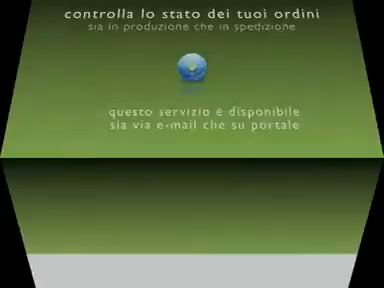 controlla lo stato dei tuoi ordini
sia in produzione che in spedizione
questo servizio è disponibile
sia via e-mail che su portale